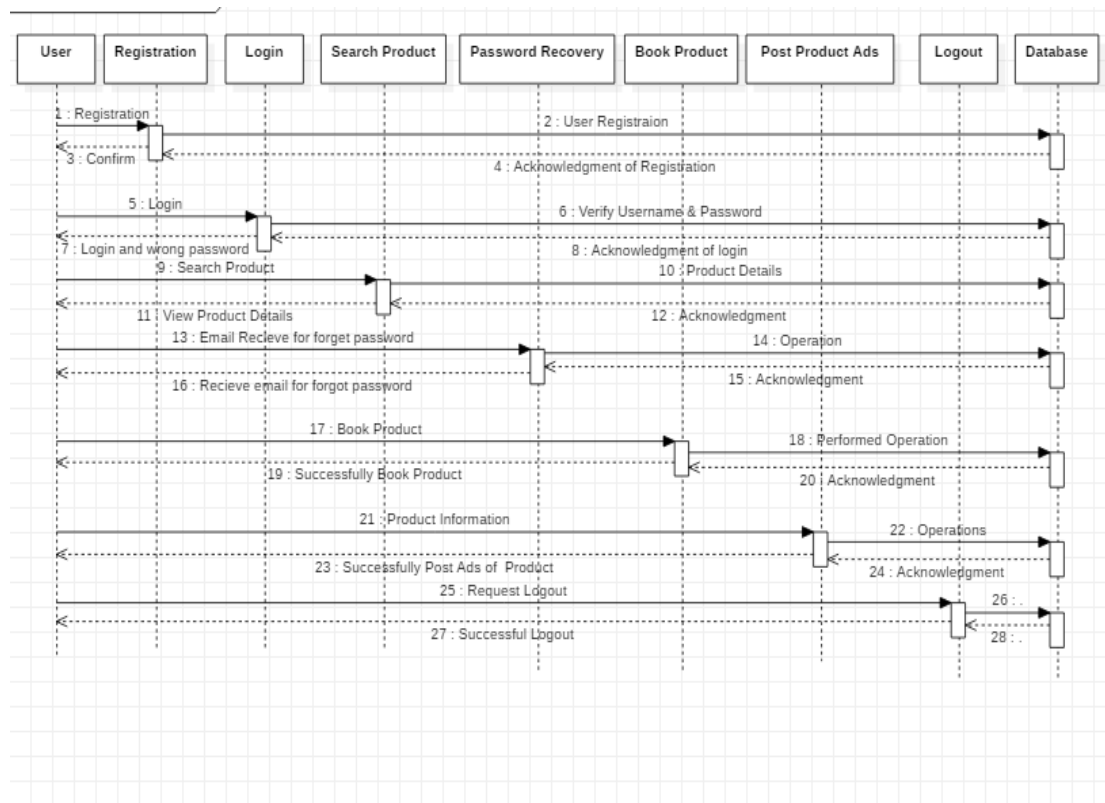 User
Registration
Login
Search Product
Password Recovery
Book Product
Post Product Ads
Logout
Database
1 : Registration
2 : User Registraion
3 : Confirm
4 : Acknowledgment of Registration
5 : Login
6 : Verify Username & Password
7 : Login and wrong password
8 : Acknowledgment of login
9 : Search Product
10 : Product Details
11 : View Product Details
12 : Acknowledgment
13 : Email Recieve for forget password
14 : Operation
15 : Acknowledgment
16 : Recieve email for forgot password
17 : Book Product
18 : Performed Operation
19 : Successfully Book Product
20 : Acknowledgment
21 : Product Information
22 : Operations
23 : Successfully Post Ads of  Product
24 : Acknowledgment
25 : Request Logout
26 : .
27 : Successful Logout
28 : .